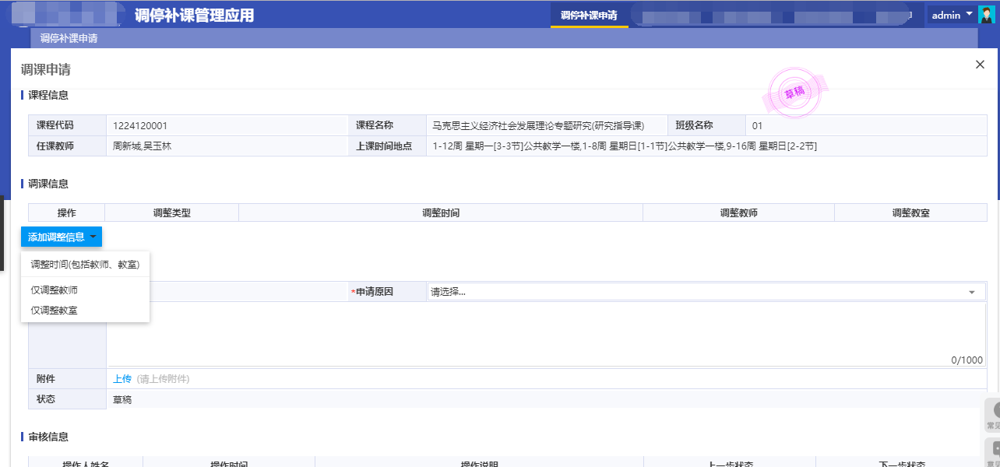 调停补课管理应用
调停补课申请
admin
调停补课申请
调课申请
草稿
课程信息
课程代码 1224120001 课程名称 马克思主义经济社会发展理论专题研究(研究指导课) 班级名称 01
任课教师 周新城,吴玉林 上课时间地点 1-12周 星期一[3-3节]公共教学一楼,1-8周 星期日[1-1节]公共教学一楼,9-16周 星期日[2-2节]
调课信息
操作 调整类型 调整时间 调整教师 调整教室
添加调整信息
调整时间(包括教师、教室)
仅调整教师
仅调整教室
*申请原因 请选择...
0/1000
附件 上传 (请上传附件)
状态 草稿
常见
审核信息
操作人姓名 操作时间 操作说明 上一步状态 下一步状态